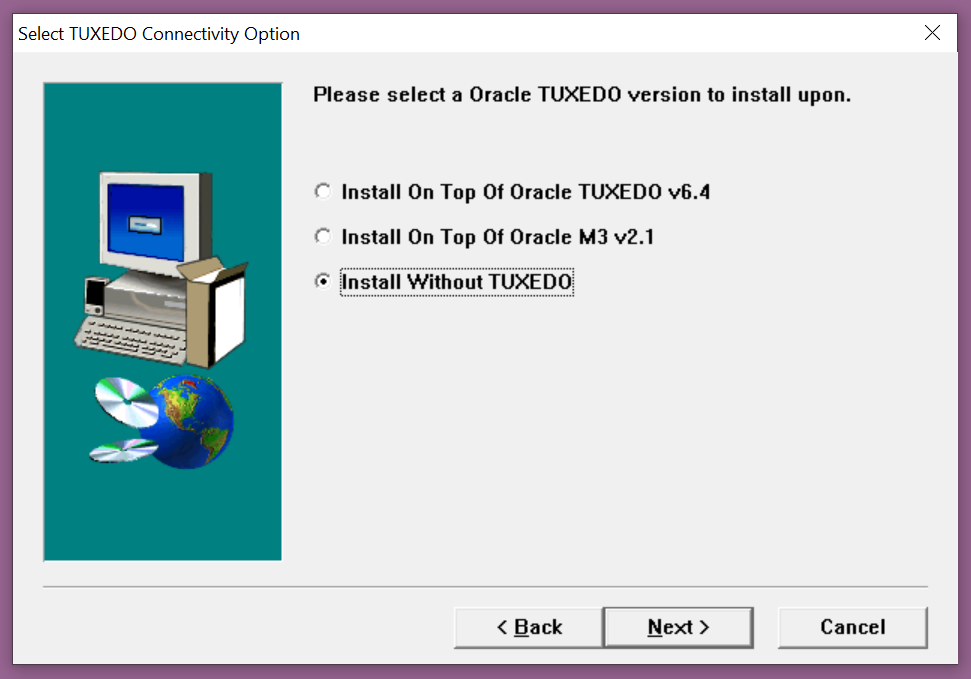 Select TUXEDO Connectivity Option
Please select a Oracle TUXEDO version to install upon.
Install On Top Of Oracle TUXEDO v6.4
Install On Top Of Oracle M3 v2.1
Install Without TUXEDO
< Back
Next >
Cancel